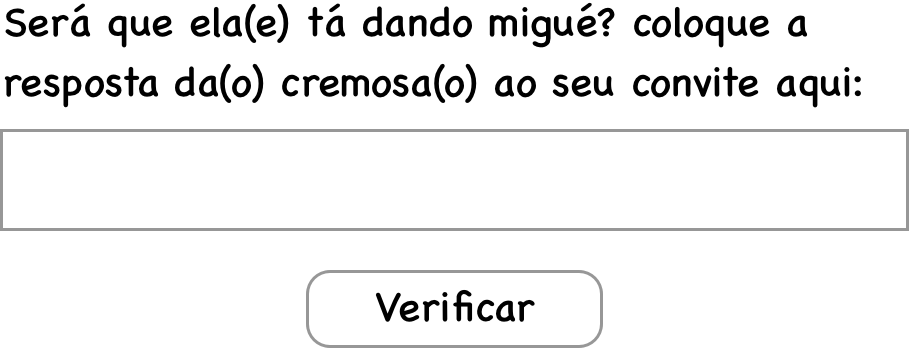 Será que ela(e) tá dando migué? coloque a
resposta da(o) cremosa(o) ao seu convite aqui:
Verificar